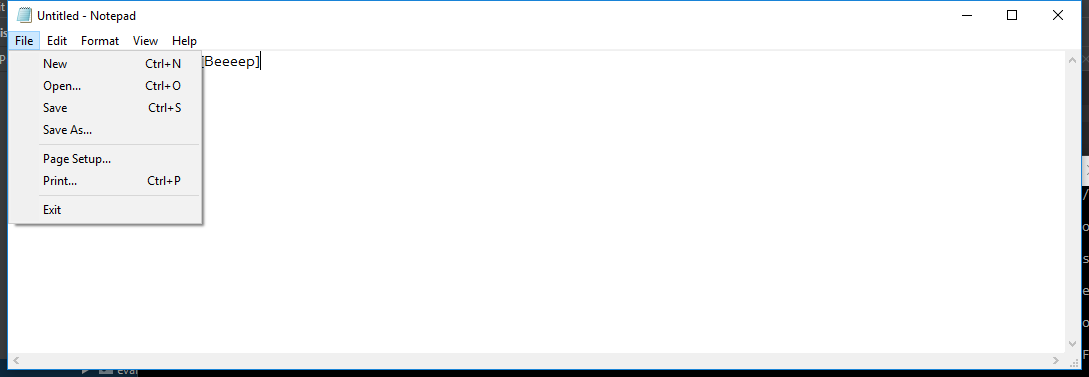 Untitled - Notepad
File Edit Format View Help
[Beeeep]
New Ctrl+N
Open... Ctrl+O
Save Ctrl+S
Save As...
Page Setup...
Print... Ctrl+P
Exit
eval